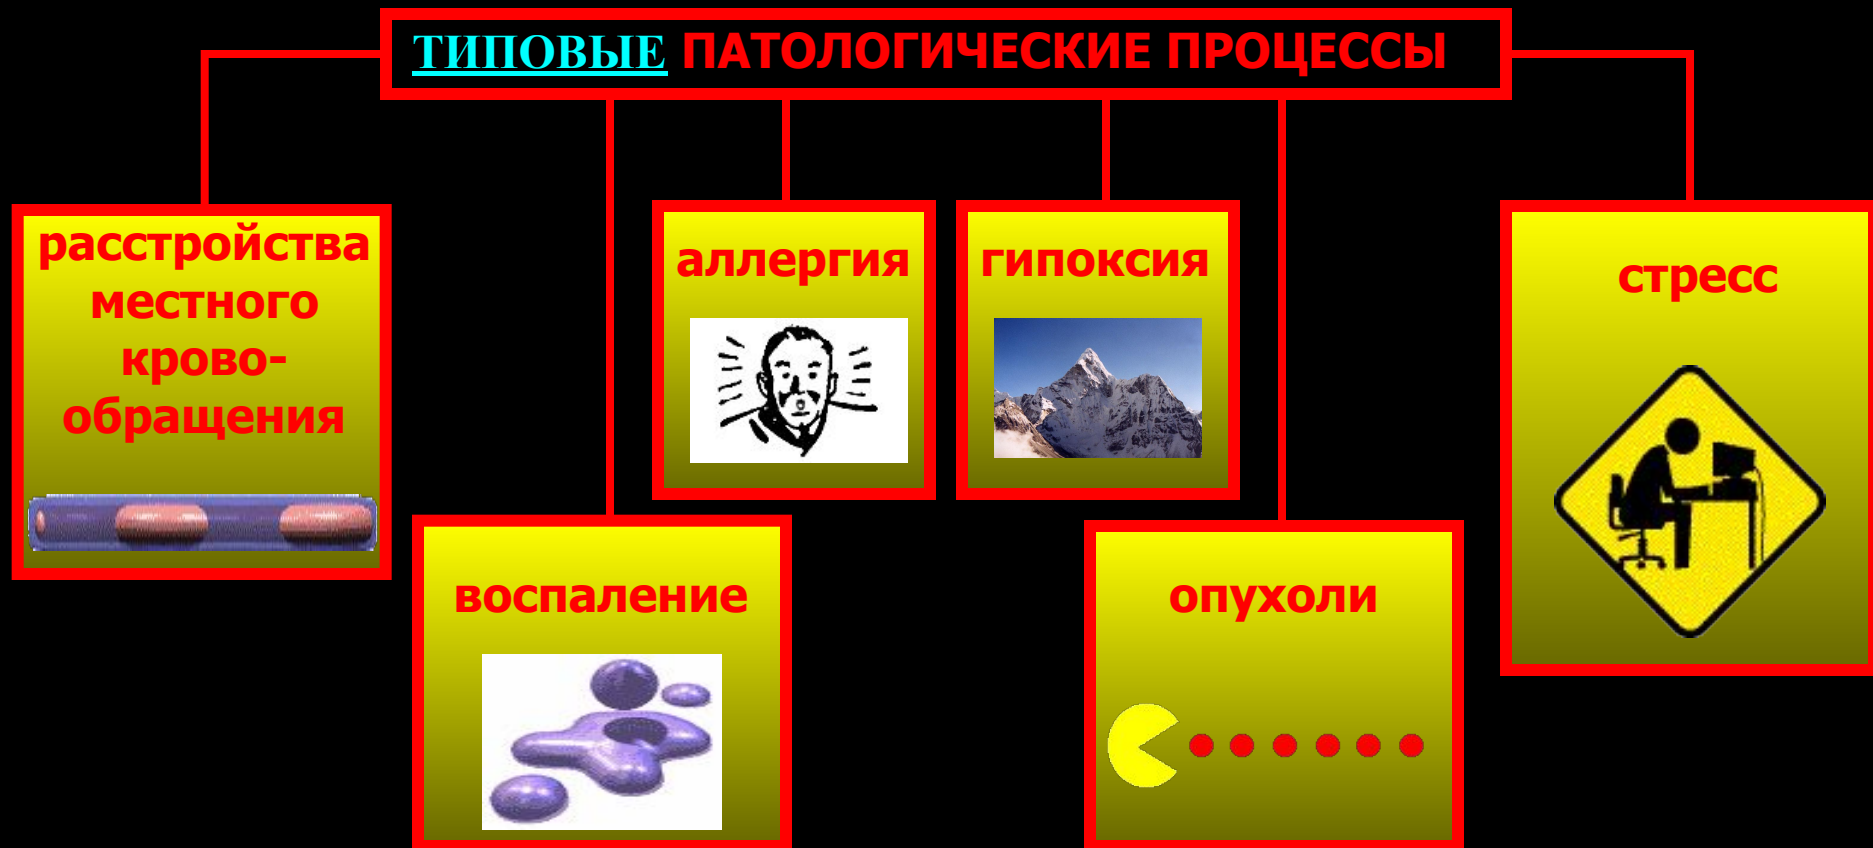 ТИПОВЫЕ ПАТОЛОГИЧЕСКИЕ ПРОЦЕССЫ
расстройства
местного
крово-
обращения
аллергия
гипоксия
стресс
воспаление
опухоли